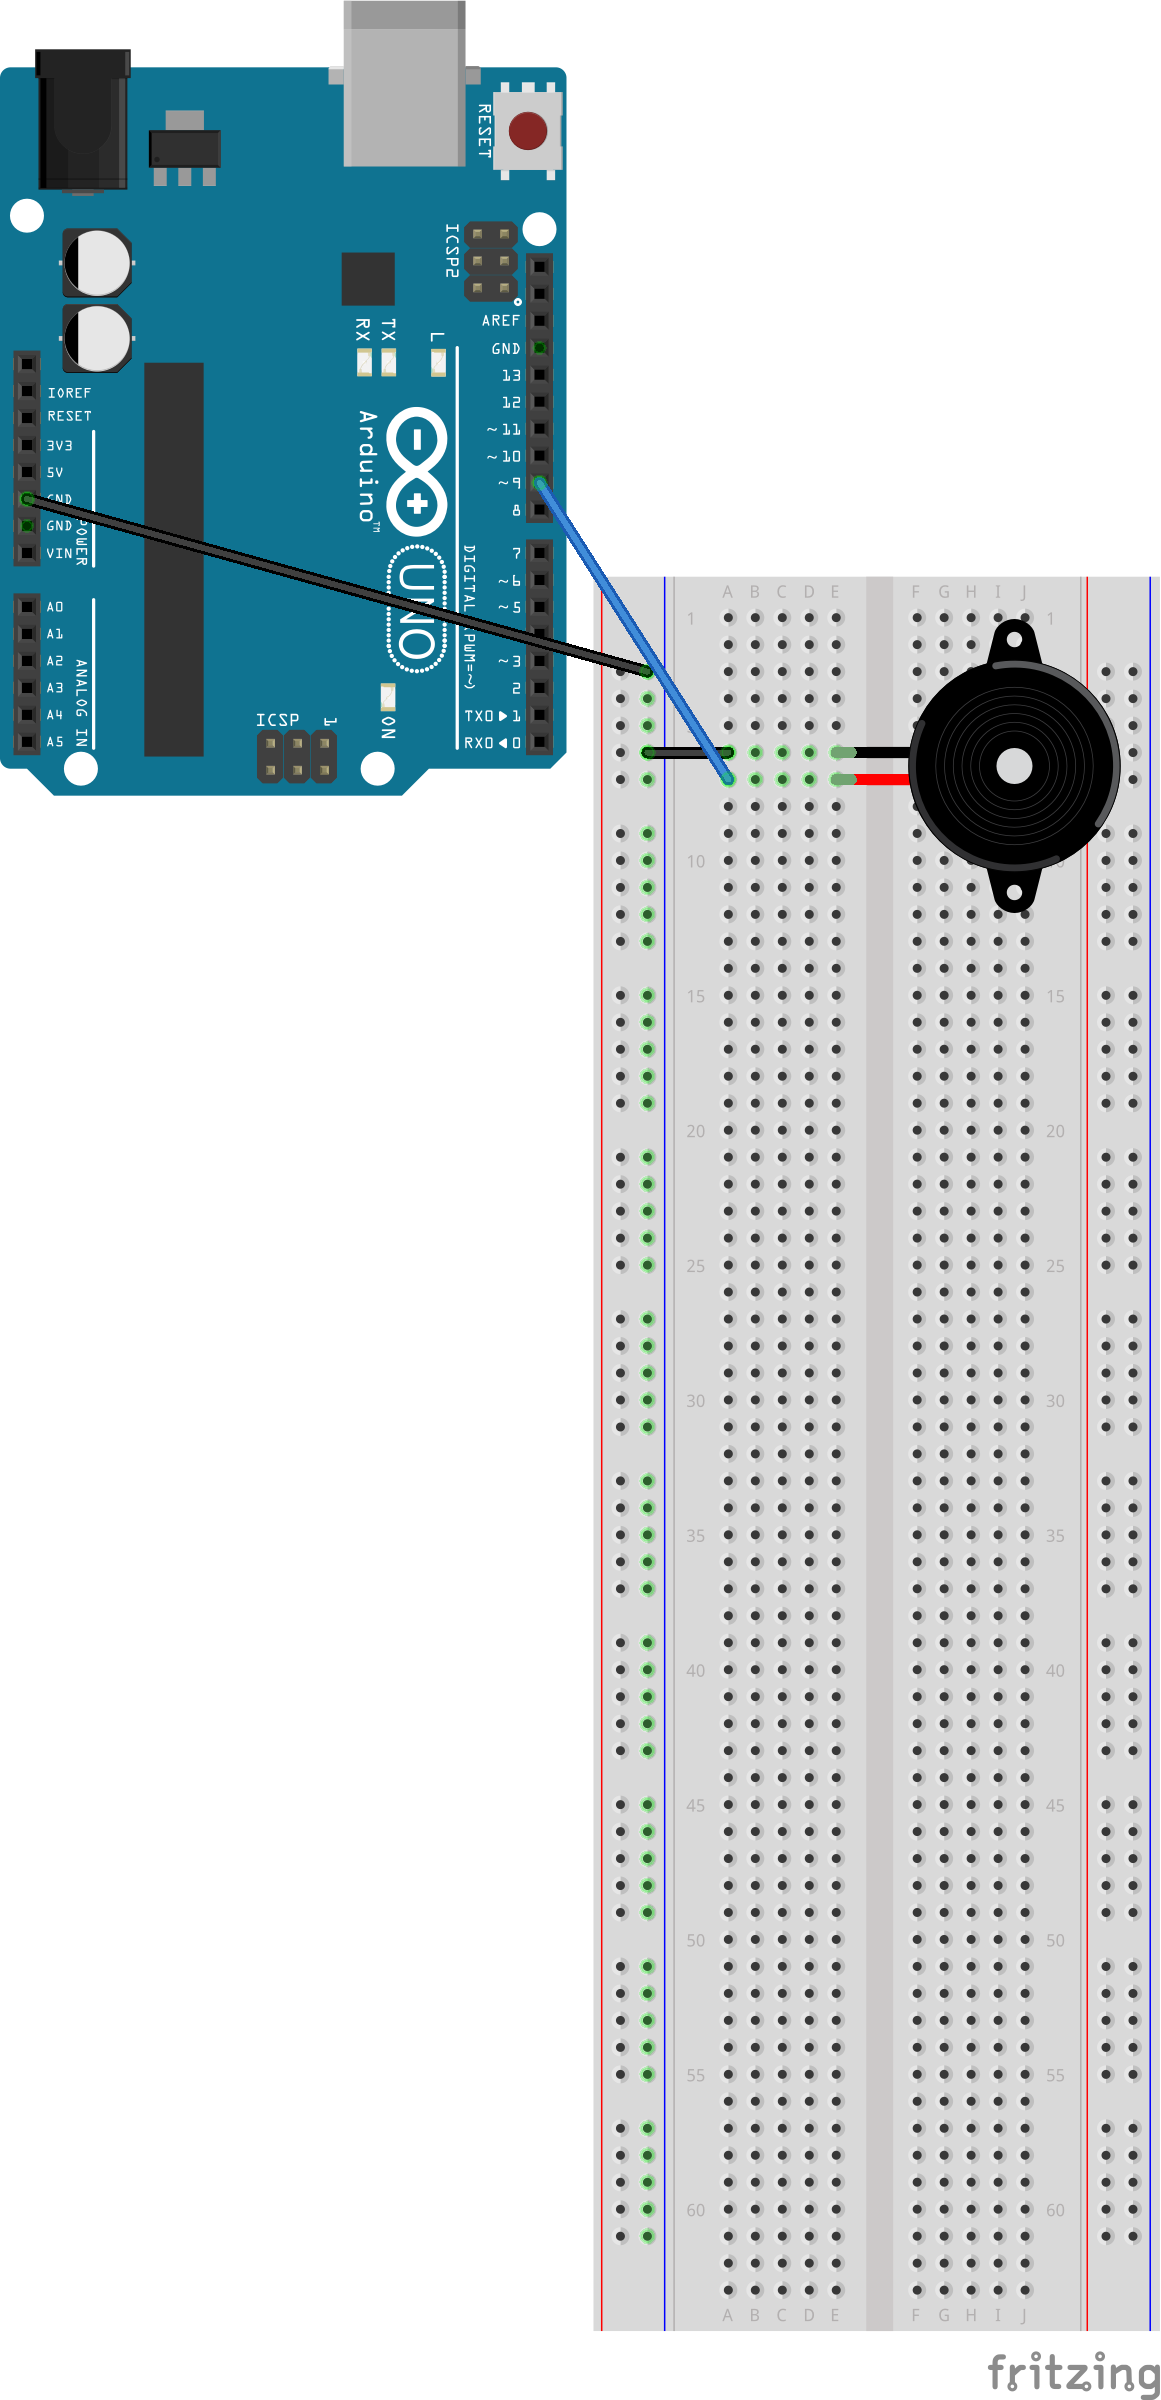 RESET
ICSP2
AREF
GND
13
12
~11
~10
~9
8
RX
TX
L
IOREF
RESET
3V3
5V
GND
GND
VIN
POWER
Arduino™
UNO
DIGITAL (PWM=~)
7
~6
~5
~3
2
TX0▶1
RX0◀0
A0
A1
A2
A3
A4
A5
ANALOG IN
ICSP
1
ON
A B C D E F G H I J
1 1
10
15 15
20 20
25 25
30 30
35 35
40 40
45 45
50 50
55 55
60 60
A B C D E F G H I J
fritzing